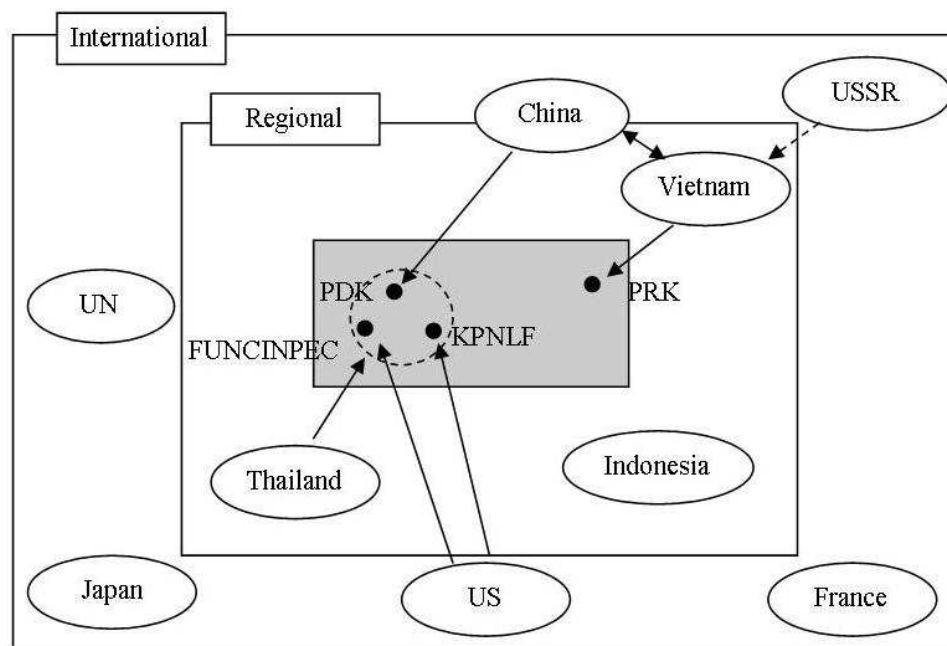 International
USSR
China
Regional
Vietnam
PDK
PRK
UN
KPNLF
FUNCINPEC
Thailand
Indonesia
Japan
US
France